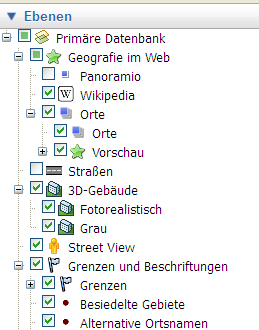 Ebenen
Primäre Datenbank
Geografie im Web
Panoramio
W Wikipedia
Orte
Orte
Vorschau
Straßen
3D-Gebäude
Fotorealistisch
Grau
Street View
Grenzen und Beschriftungen
Grenzen
Besiedelte Gebiete
Alternative Ortsnamen